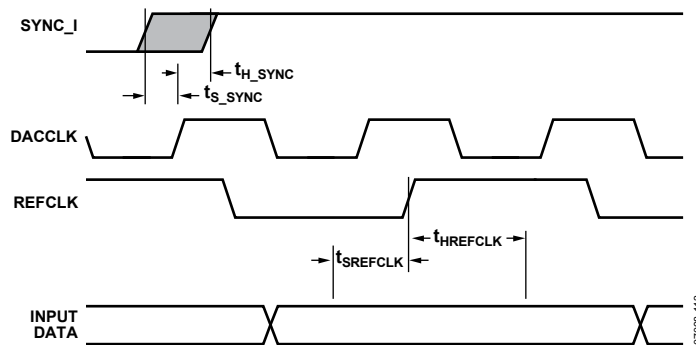 SYNC_I
tH_SYNC
tS_SYNC
DACCLK
REFCLK
tHREFCLK
tSREFCLK
INPUT
DATA